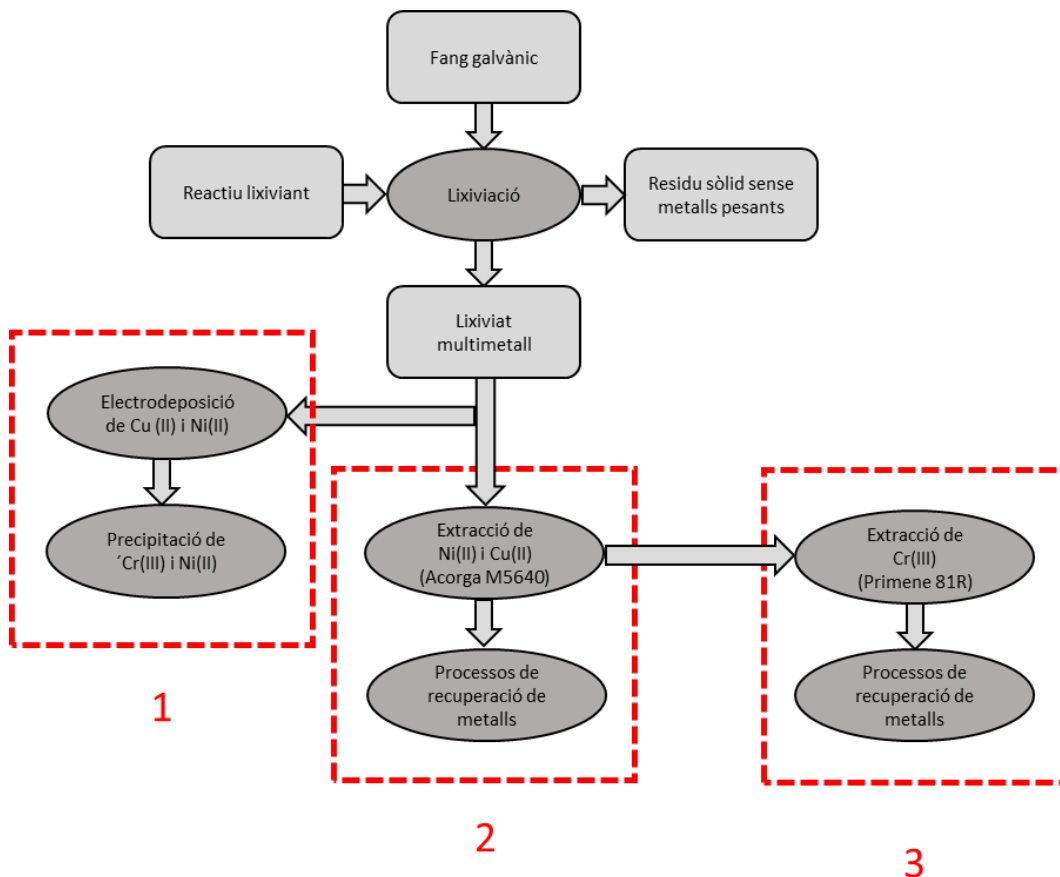 Fang galvànic
Reactiu lixiviant
Lixiviació
Residu sòlid sense
metalls pesants
Lixiviat
multimetall
Electrodeposició
de Cu (II) i Ni(II)
Precipitació de
´Cr(III) i Ni(II)
1
Extracció de
Ni(II) i Cu(II)
(Acorga M5640)
Processos de
recuperació de
metalls
2
Extracció de
Cr(III)
(Primene 81R)
Processos de
recuperació de
metalls
3